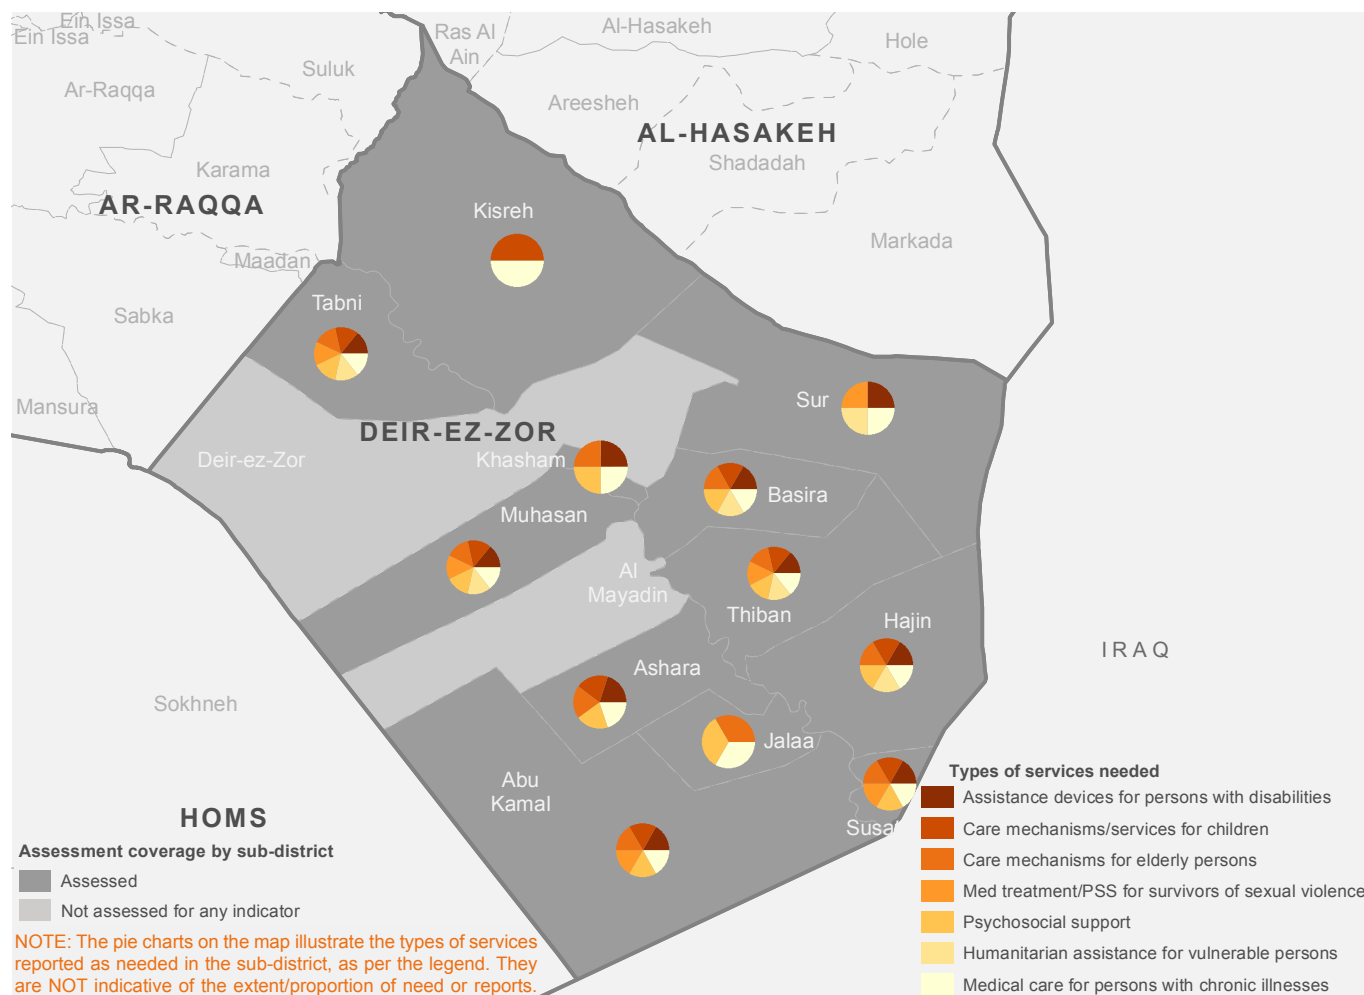 Ein Issa
Ein Issa
Ras Al
Ain
Al-Hasakeh
Hole
Suluk
Ar-Raqqa
Areesheh
AL-HASAKEH
Shadadah
Karama
AR-RAQQA
Kisreh
Markada
Maadan
Tabni
Sabka
Sur
Mansura
DEIR-EZ-ZOR
Deir-ez-Zor
Khasham
Basira
Muhasan
Al
Mayadin
Thiban
Hajin
IRAQ
Ashara
Sokhneh
Jalaa
Abu
Kamal
Susa
HOMS
Assessment coverage by sub-district
Assessed
Not assessed for any indicator
NOTE: The pie charts on the map illustrate the types of services
reported as needed in the sub-district, as per the legend. They
are NOT indicative of the extent/proportion of need or reports.
Types of services needed
Assistance devices for persons with disabilities
Care mechanisms/services for children
Care mechanisms for elderly persons
Med treatment/PSS for survivors of sexual violence
Psychosocial support
Humanitarian assistance for vulnerable persons
Medical care for persons with chronic illnesses